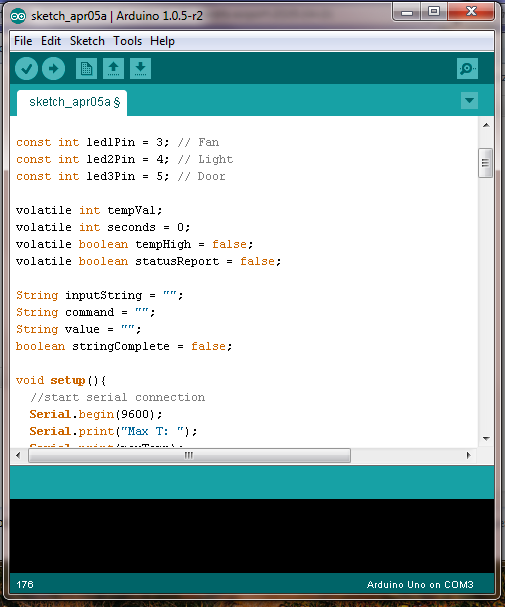 sketch_apr05a | Arduino 1.0.5-r2
File Edit Sketch Tools Help
sketch_apr05a §
const int led1Pin = 3; // Fan
const int led2Pin = 4; // Light
const int led3Pin = 5; // Door
volatile int tempVal;
volatile int seconds = 0;
volatile boolean tempHigh = false;
volatile boolean statusReport = false;
String inputString = "";
String command = "";
String value = "";
boolean stringComplete = false;
void setup(){
//start serial connection
Serial.begin(9600);
Serial.print("Max T: ");
176
Arduino Uno on COM3